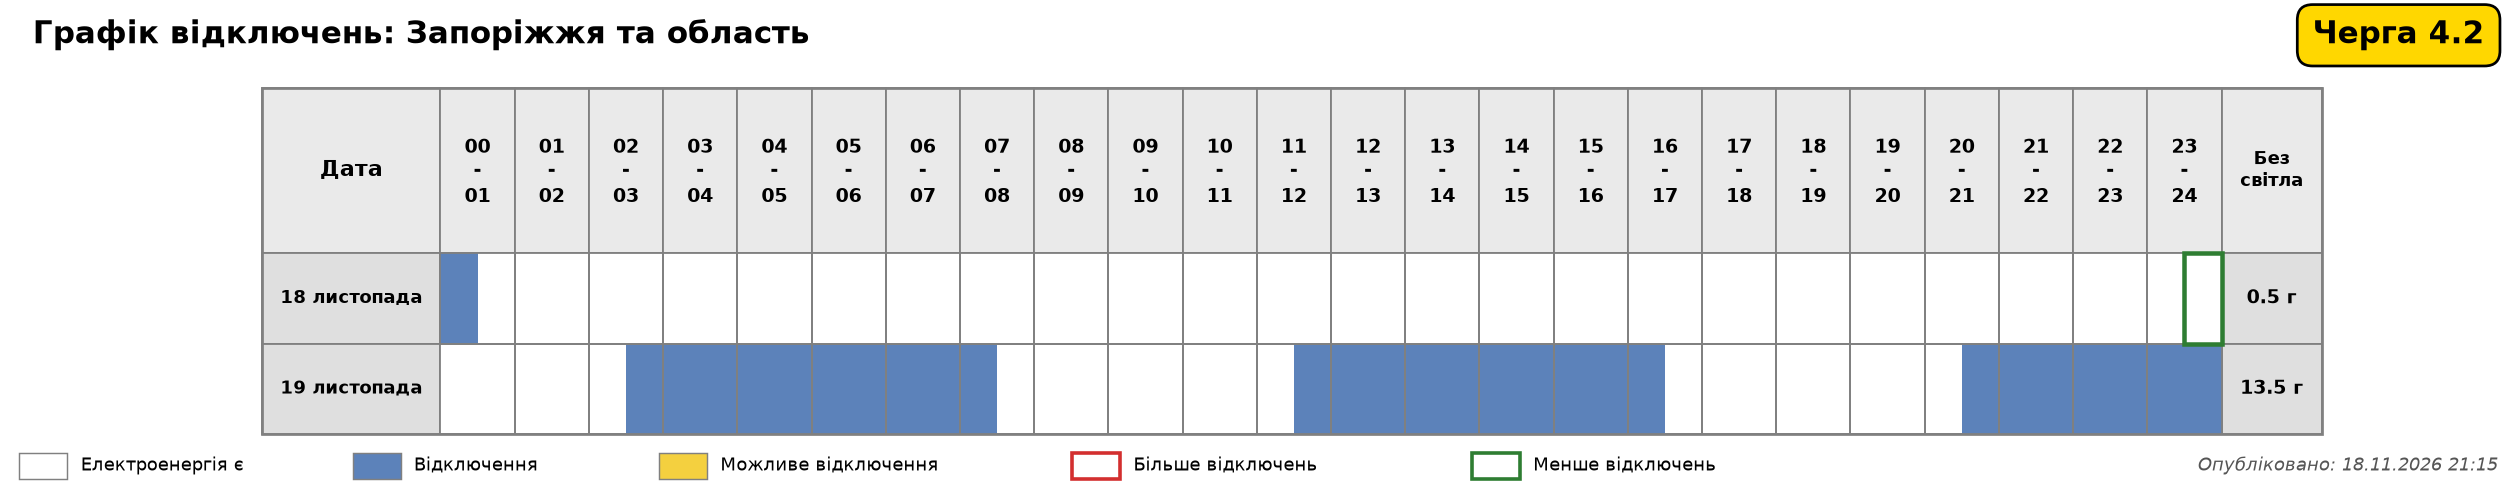 Графік відключень: Запоріжжя та область
Черга 4.2
Дата 00 - 01 01 - 02 02 - 03 03 - 04 04 - 05 05 - 06 06 - 07 07 - 08 08 - 09 09 - 10 10 - 11 11 - 12 12 - 13 13 - 14 14 - 15 15 - 16 16 - 17 17 - 18 18 - 19 19 - 20 20 - 21 21 - 22 22 - 23 23 - 24 Без світла
18 листопада 0.5 г
19 листопада 13.5 г
Електроенергія є Відключення Можливе відключення Більше відключень Менше відключень
Опубліковано: 18.11.2026 21:15